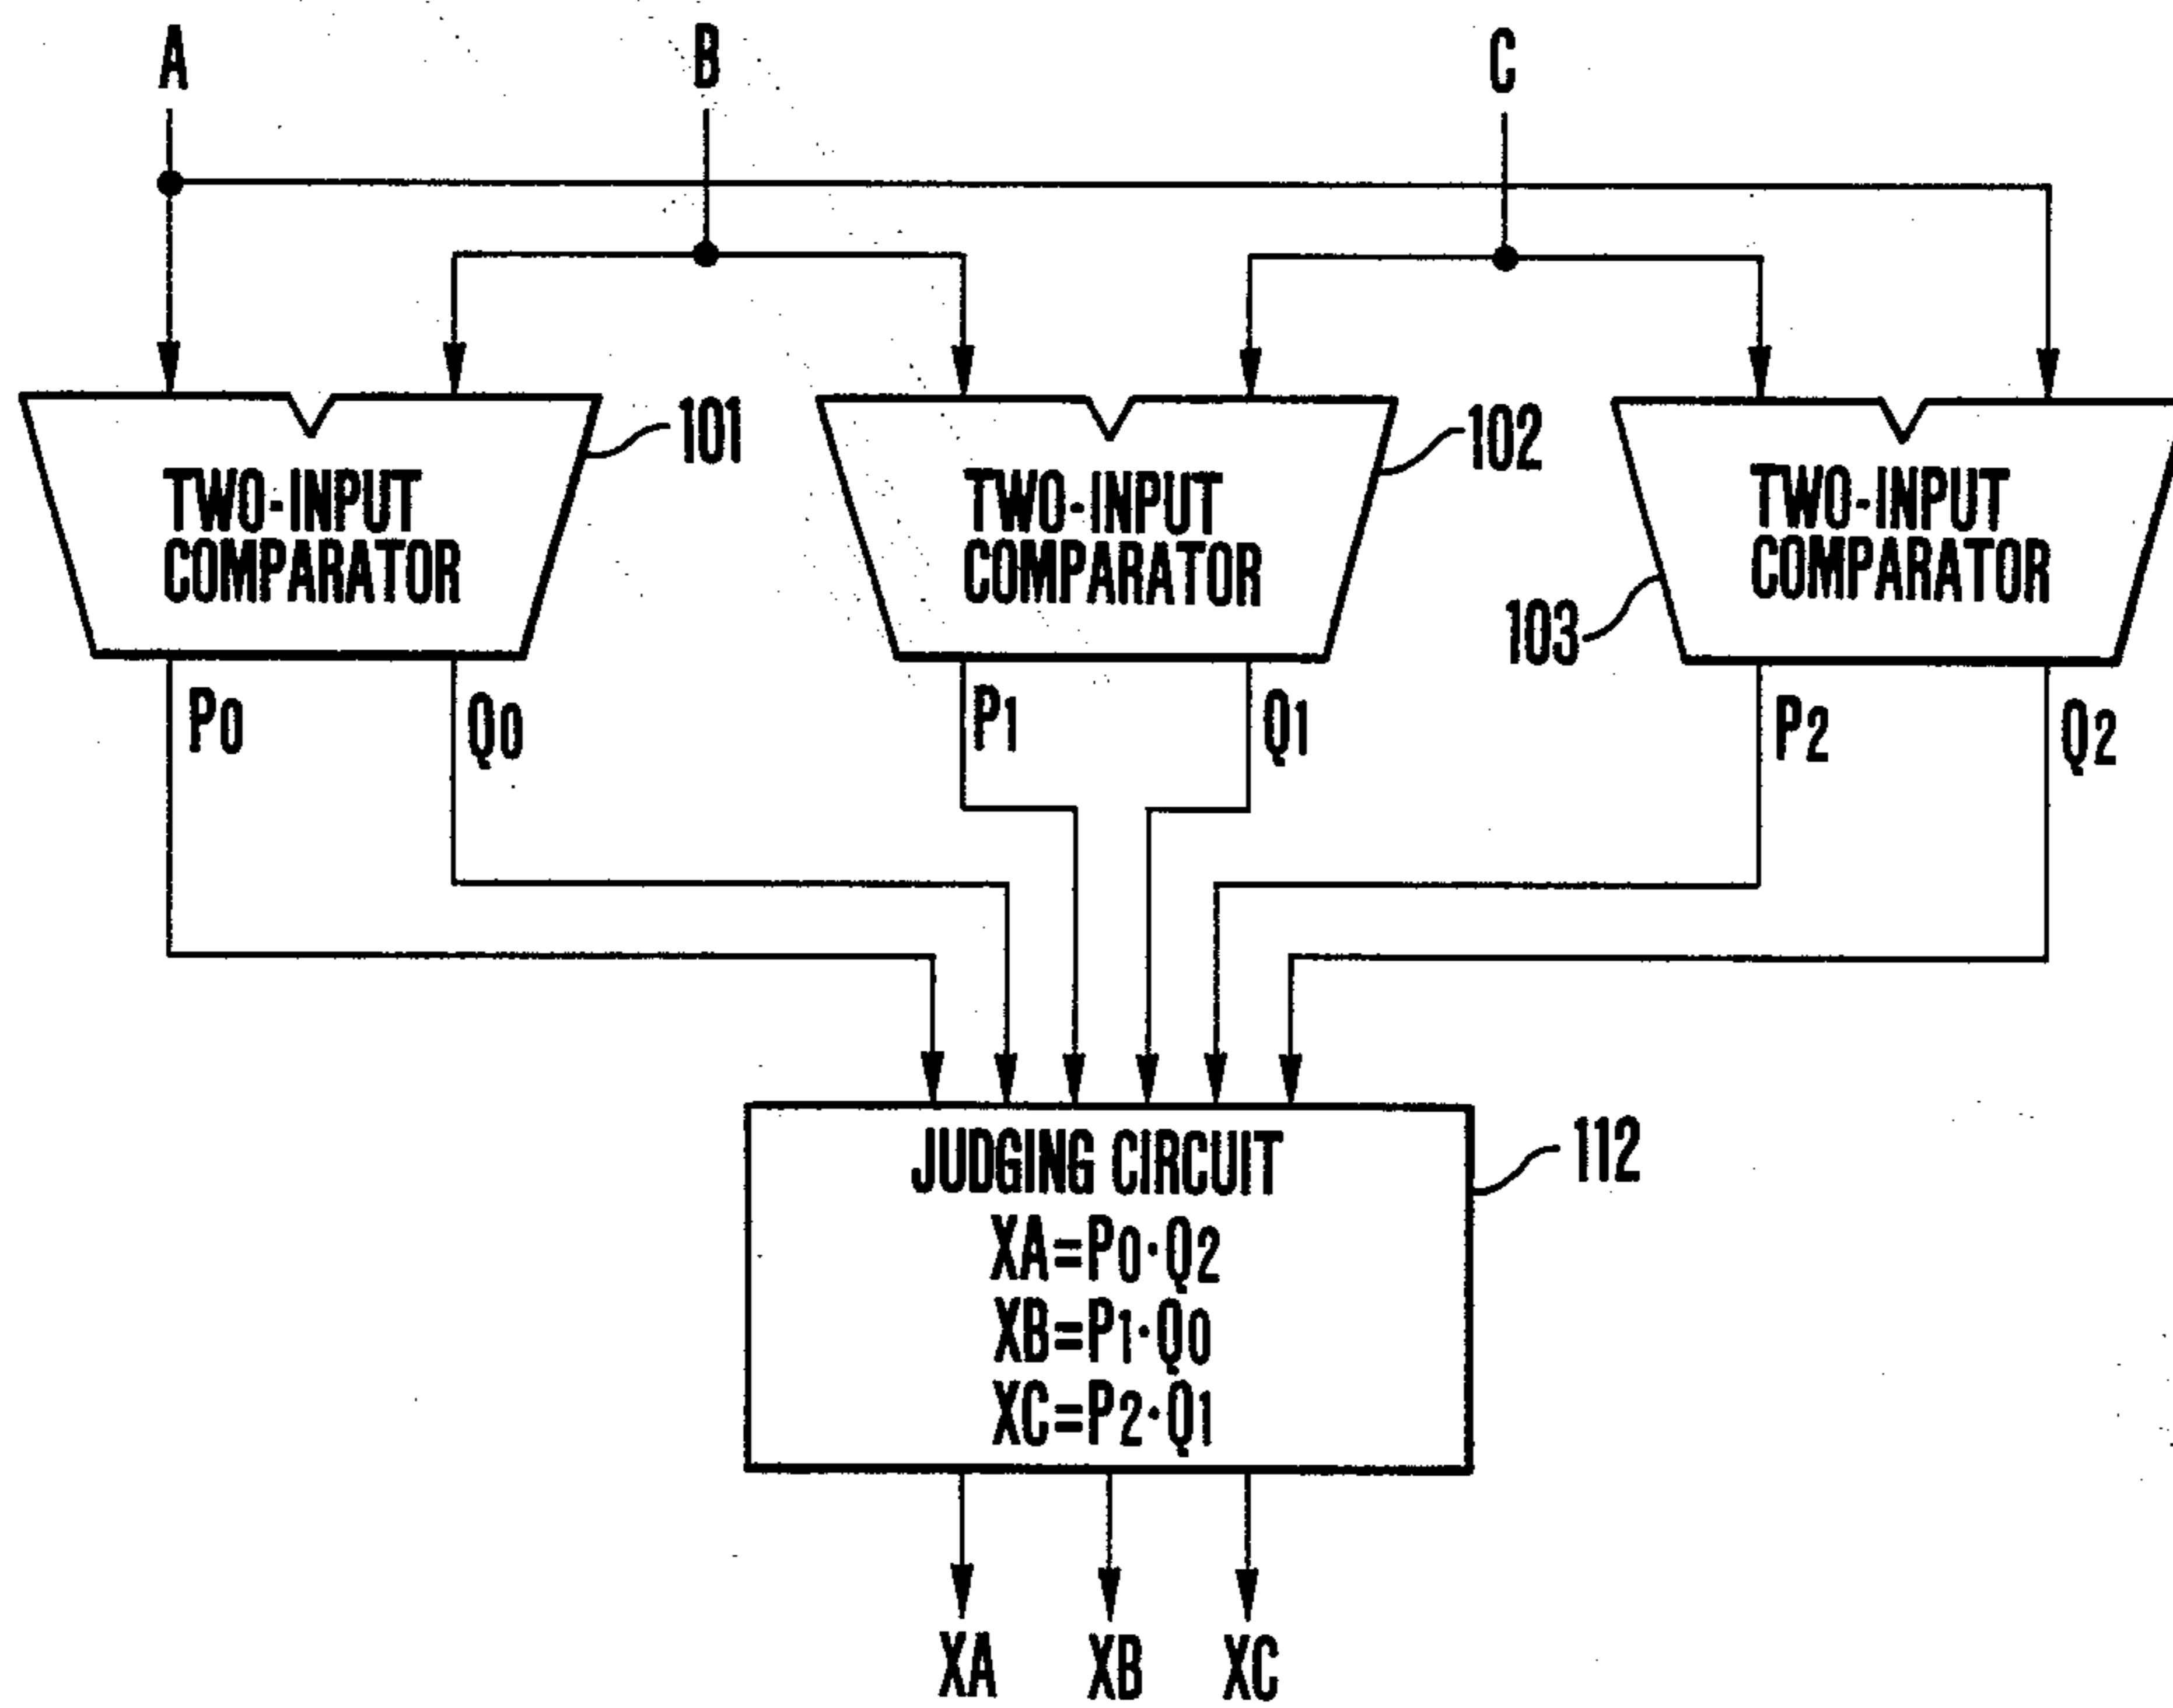 A
B
C
101
102
TWO-INPUT
COMPARATOR
TWO-INPUT
COMPARATOR
TWO-INPUT
COMPARATOR
103
P0
Q0
P1
Q1
P2
Q2
JUDGING CIRCUIT
112
XA=P0·Q2
XB=P1·Q0
XC=P2·Q1
XA
XB
XC